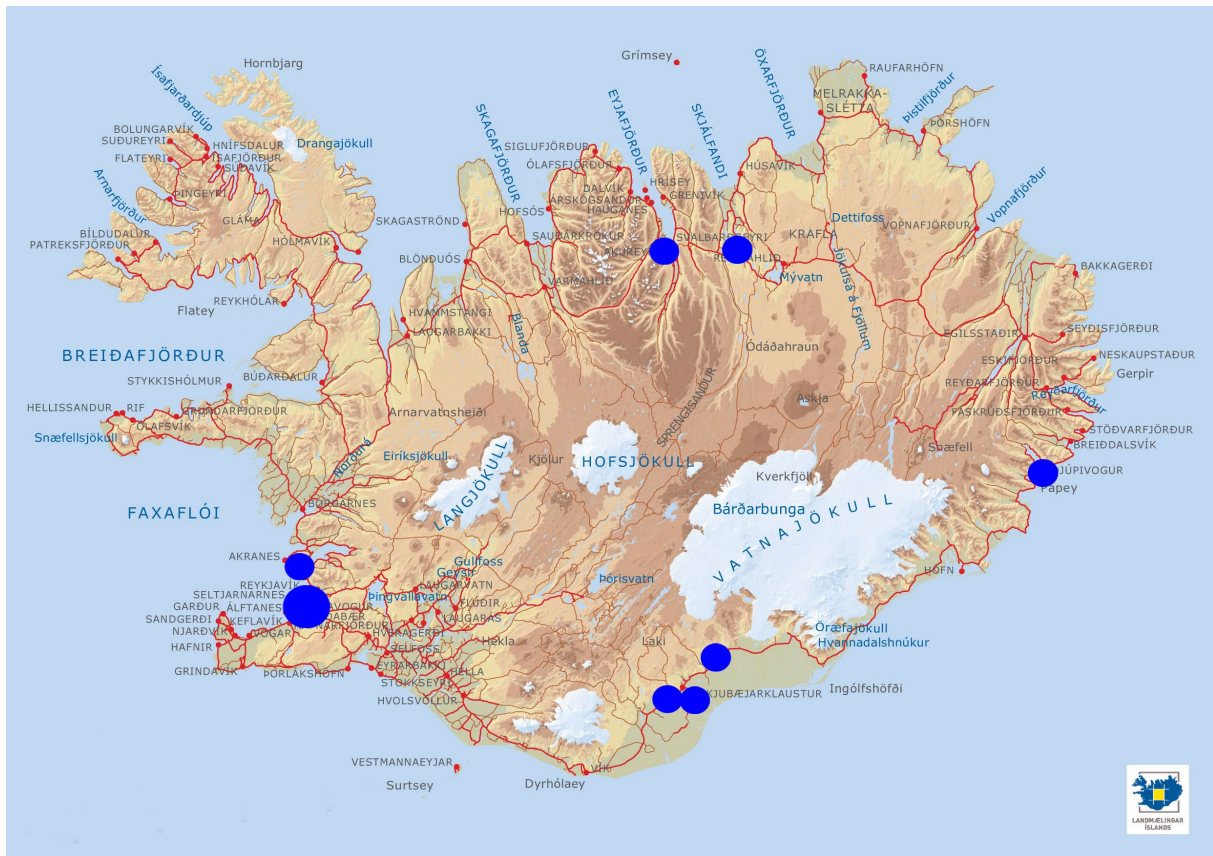 Grímsey
Hornbjarg
Ísafjarðardjúp
BOLUNGARVÍK
SUÐUREYRI
HNÍFSDALUR
FLATEYRI
ÍSAFJÖRÐUR
SÚÐAVÍK
Drangajökull
Arnarfjörður
ÞINGEYRI
GLÁMA
BÍLDUDALUR
PATREKSFJÖRÐUR
HÓLMAVÍK
REYKHÓLAR
Flatey
BREIÐAFJÖRÐUR
STYKKISHÓLMUR
BÚÐARDALUR
HELLISSANDUR
RIF
GRUNDARFJÖRÐUR
ÓLAFSVÍK
Snæfellsjökull
SKAGAFJÖRÐUR
SIGLUFJÖRÐUR
ÓLAFSFJÖRÐUR
EYJAFJÖRÐUR
DALVÍK
HRÍSEY
ÁRSKÓGSANDUR
GRENIVÍK
HAUGANES
HOFSÓS
SKAGASTRÖND
SAUÐÁRKRÓKUR
BLÖNDUÓS
VARMAHLÍÐ
HVAMMSTANGI
LAUGARBAKKI
Blanda
SKJÁLFANDI
ÖXARFJÖRÐUR
RAUFARHÖFN
MELRAKKA-
SLÉTTA
Þistilfjörður
ÞÓRSHÖFN
HÚSAVÍK
Dettifoss
KRAFLA
Mývatn
Jökulsá á Fjöllum
VOPNAFJÖRÐUR
Vopnafjörður
BAKKAGERÐI
EGILSSTAÐIR
SEYÐISFJÖRÐUR
ESKIFJÖRÐUR
NESKAUPSTAÐUR
Gerpir
REYÐARFJÖRÐUR
Reyðarfjörður
FÁSKRÚÐSFJÖRÐUR
STÖÐVARFJÖRÐUR
BREIÐDALSVÍK
Papey
Snæfell
Ódáðahraun
Askja
SPRENGISANDUR
Kverkfjöll
Bárðarbunga
VATNAJÖKULL
HOFSJÖKULL
Kjölur
LANGJÖKULL
Eiríksjökull
Arnarvatnsheiði
Norðurá
BORGARNES
FAXAFLÓI
AKRANES
REYKJAVÍK
SELTJARNARNES
GARÐUR
ÁLFTANES
SANDGERÐI
KEFLAVÍK
NJARÐVÍK
VOGAR
HAFNIR
GRINDAVÍK
ÞORLÁKSHÖFN
Þingvallavatn
Gullfoss
Geysir
LAUGARVATN
FLÚÐIR
LAUGARÁS
HVERAGERÐI
SELFOSS
EYRARBAKKI
STOKKSEYRI
HELLA
HVOLSVÖLLUR
Hekla
Þórisvatn
Laki
HÖFN
Öræfajökull
Hvannadalshnúkur
Ingólfshöfði
VÍK
Dyrhólaey
VESTMANNAEYJAR
Surtsey
LANDMÆLINGAR
ÍSLANDS